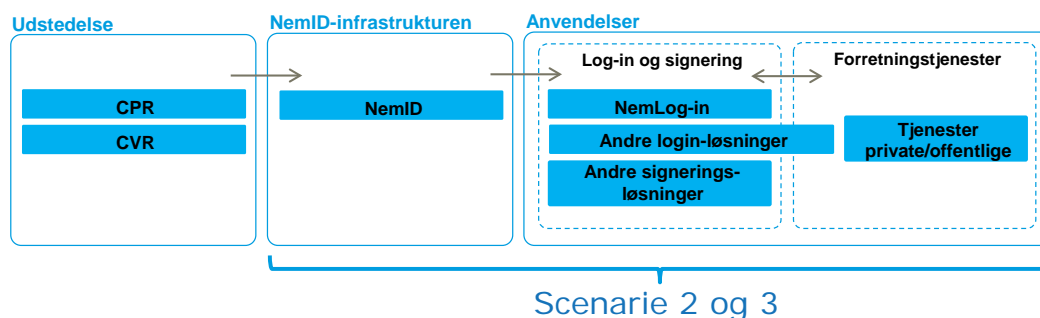 Udstedelse
NemID-infrastrukturen
Anvendelser
Log-in og signering
Forretningstjenester
CPR
CVR
NemID
NemLog-in
Andre login-løsninger
Andre signerings-
løsninger
Tjenester
private/offentlige
Scenarie 2 og 3